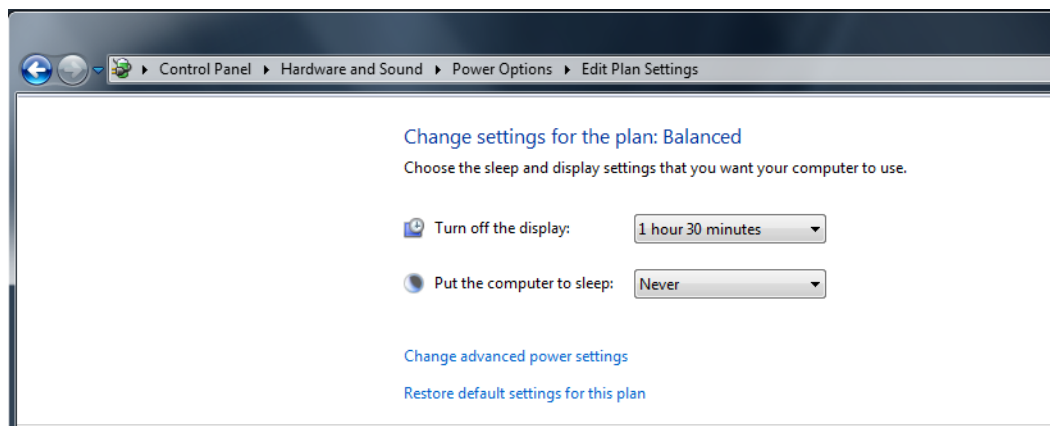 Control Panel ▸ Hardware and Sound ▸ Power Options ▸ Edit Plan Settings
Change settings for the plan: Balanced
Choose the sleep and display settings that you want your computer to use.
Turn off the display: 1 hour 30 minutes
Put the computer to sleep: Never
Change advanced power settings
Restore default settings for this plan